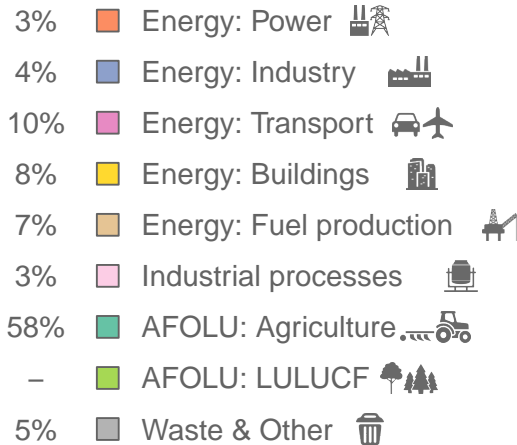 3% Energy: Power
4% Energy: Industry
10% Energy: Transport
8% Energy: Buildings
7% Energy: Fuel production
3% Industrial processes
58% AFOLU: Agriculture
– AFOLU: LULUCF
5% Waste & Other